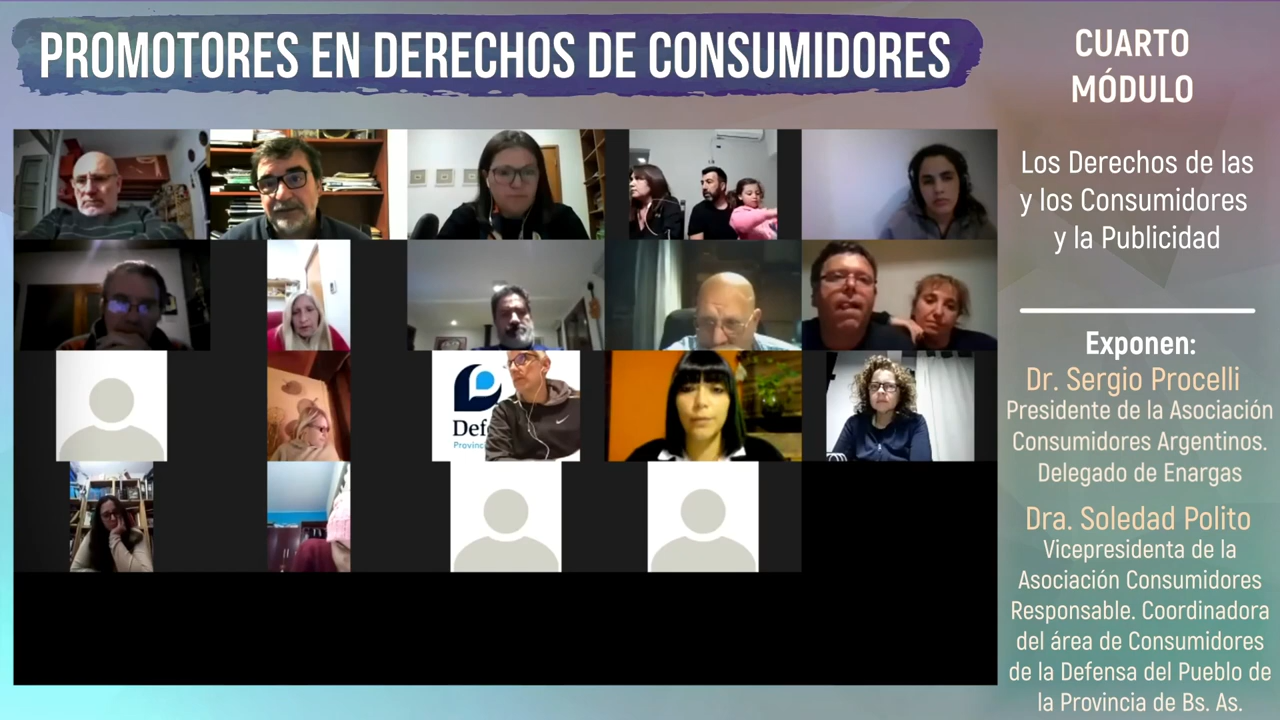 PROMOTORES EN DERECHOS DE CONSUMIDORES
CUARTO
MÓDULO
Los Derechos de las
y los Consumidores
y la Publicidad
Exponen:
Dr. Sergio Procelli
Presidente de la Asociación
Consumidores Argentinos.
Delegado de Enargas
Dra. Soledad Polito
Vicepresidenta de la
Asociación Consumidores
Responsable. Coordinadora
del área de Consumidores
de la Defensa del Pueblo de
la Provincia de Bs. As.